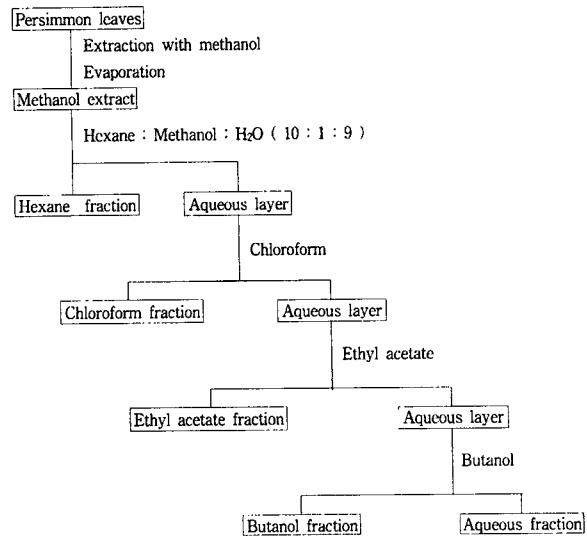 Persimmon leaves
Extraction with methanol
Evaporation
Methanol extract
Hexane : Methanol : H₂O ( 10 : 1 : 9 )
Hexane fraction
Aqueous layer
Chloroform
Chloroform fraction
Aqueous layer
Ethyl acetate
Ethyl acetate fraction
Aqueous layer
Butanol
Butanol fraction
Aqueous fraction